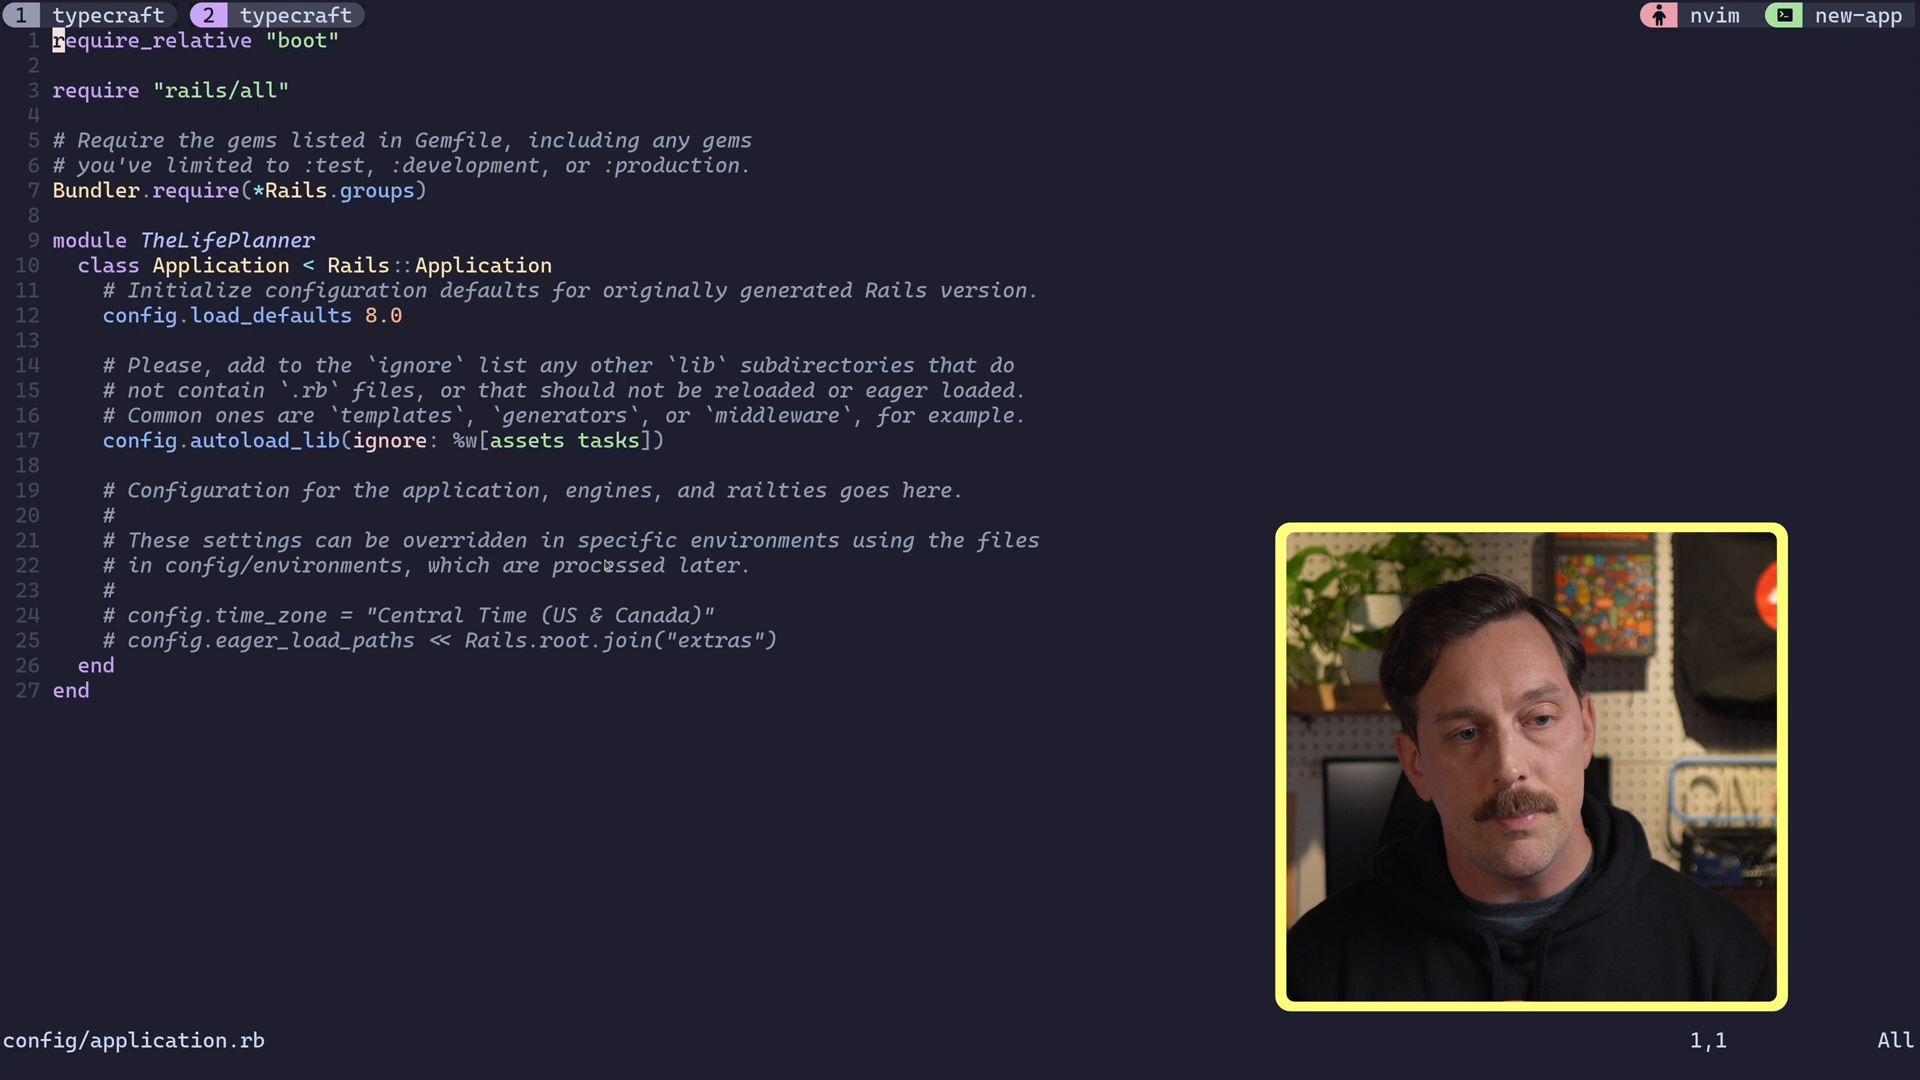 1 typecraft 2 typecraft nvim new-app
1 require_relative "boot"
2
3 require "rails/all"
4
5 # Require the gems listed in Gemfile, including any gems
6 # you've limited to :test, :development, or :production.
7 Bundler.require(*Rails.groups)
8
9 module TheLifePlanner
10   class Application < Rails::Application
11     # Initialize configuration defaults for originally generated Rails version.
12     config.load_defaults 8.0
13
14     # Please, add to the `ignore` list any other `lib` subdirectories that do
15     # not contain `.rb` files, or that should not be reloaded or eager loaded.
16     # Common ones are `templates`, `generators`, or `middleware`, for example.
17     config.autoload_lib(ignore: %w[assets tasks])
18
19     # Configuration for the application, engines, and railties goes here.
20     #
21     # These settings can be overridden in specific environments using the files
22     # in config/environments, which are processed later.
23     #
24     # config.time_zone = "Central Time (US & Canada)"
25     # config.eager_load_paths << Rails.root.join("extras")
26   end
27 end
config/application.rb 1,1 All